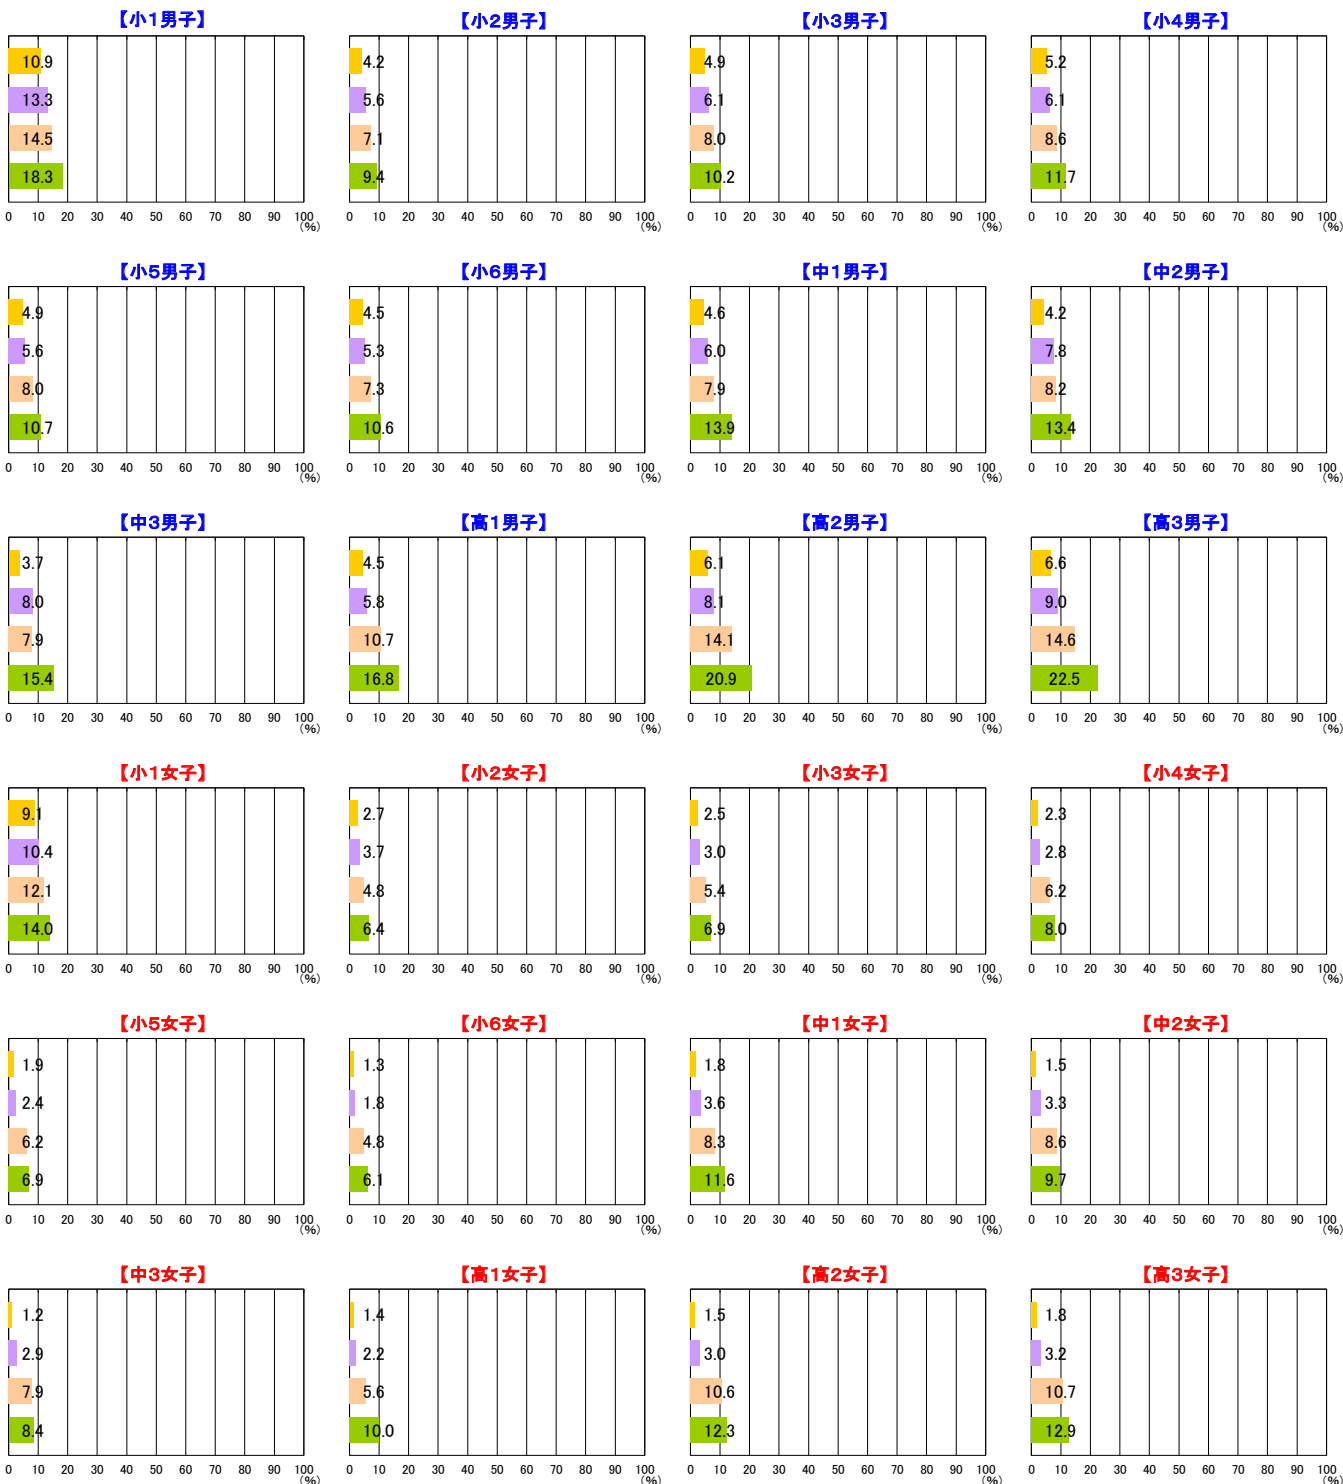 【小1男子】 【小2男子】 【小3男子】 【小4男子】
10.9 4.2 4.9 5.2
13.3 5.6 6.1 6.1
14.5 7.1 8.0 8.6
18.3 9.4 10.2 11.7
0 10 20 30 40 50 60 70 80 90 100 0 10 20 30 40 50 60 70 80 90 100 0 10 20 30 40 50 60 70 80 90 100 0 10 20 30 40 50 60 70 80 90 100
(%) (%) (%) (%)
【小5男子】 【小6男子】 【中1男子】 【中2男子】
4.9 4.5 4.6 4.2
5.6 5.3 6.0 7.8
8.0 7.3 7.9 8.2
10.7 10.6 13.9 13.4
0 10 20 30 40 50 60 70 80 90 100 0 10 20 30 40 50 60 70 80 90 100 0 10 20 30 40 50 60 70 80 90 100 0 10 20 30 40 50 60 70 80 90 100
(%) (%) (%) (%)
【中3男子】 【高1男子】 【高2男子】 【高3男子】
3.7 4.5 6.1 6.6
8.0 5.8 8.1 9.0
7.9 10.7 14.1 14.6
15.4 16.8 20.9 22.5
0 10 20 30 40 50 60 70 80 90 100 0 10 20 30 40 50 60 70 80 90 100 0 10 20 30 40 50 60 70 80 90 100 0 10 20 30 40 50 60 70 80 90 100
(%) (%) (%) (%)
【小1女子】 【小2女子】 【小3女子】 【小4女子】
9.1 2.7 2.5 2.3
10.4 3.7 3.0 2.8
12.1 4.8 5.4 6.2
14.0 6.4 6.9 8.0
0 10 20 30 40 50 60 70 80 90 100 0 10 20 30 40 50 60 70 80 90 100 0 10 20 30 40 50 60 70 80 90 100 0 10 20 30 40 50 60 70 80 90 100
(%) (%) (%) (%)
【小5女子】 【小6女子】 【中1女子】 【中2女子】
1.9 1.3 1.8 1.5
2.4 1.8 3.6 3.3
6.2 4.8 8.3 8.6
6.9 6.1 11.6 9.7
0 10 20 30 40 50 60 70 80 90 100 0 10 20 30 40 50 60 70 80 90 100 0 10 20 30 40 50 60 70 80 90 100 0 10 20 30 40 50 60 70 80 90 100
(%) (%) (%) (%)
【中3女子】 【高1女子】 【高2女子】 【高3女子】
1.2 1.4 1.5 1.8
2.9 2.2 3.0 3.2
7.9 5.6 10.6 10.7
8.4 10.0 12.3 12.9
0 10 20 30 40 50 60 70 80 90 100 0 10 20 30 40 50 60 70 80 90 100 0 10 20 30 40 50 60 70 80 90 100 0 10 20 30 40 50 60 70 80 90 100
(%) (%) (%) (%)